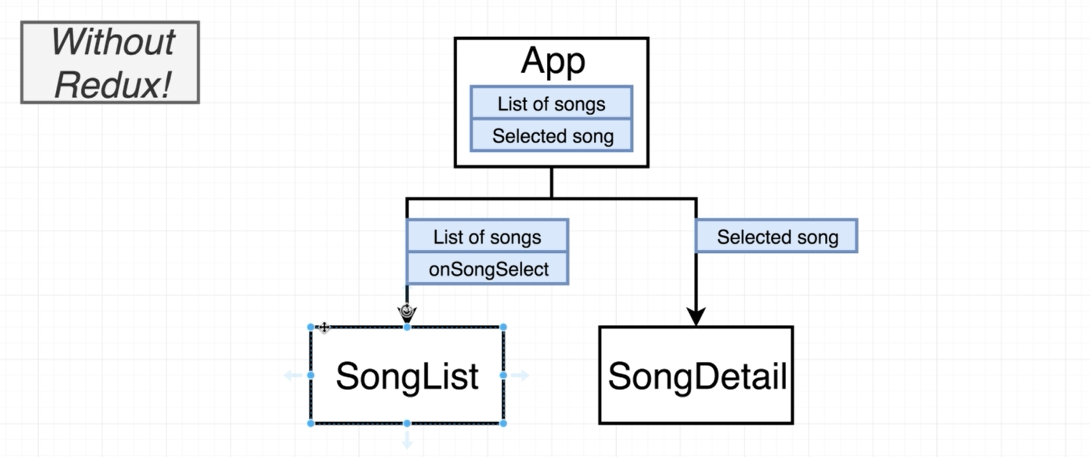 Without
Redux!
App
List of songs
Selected song
List of songs
onSongSelect
Selected song
SongList
SongDetail